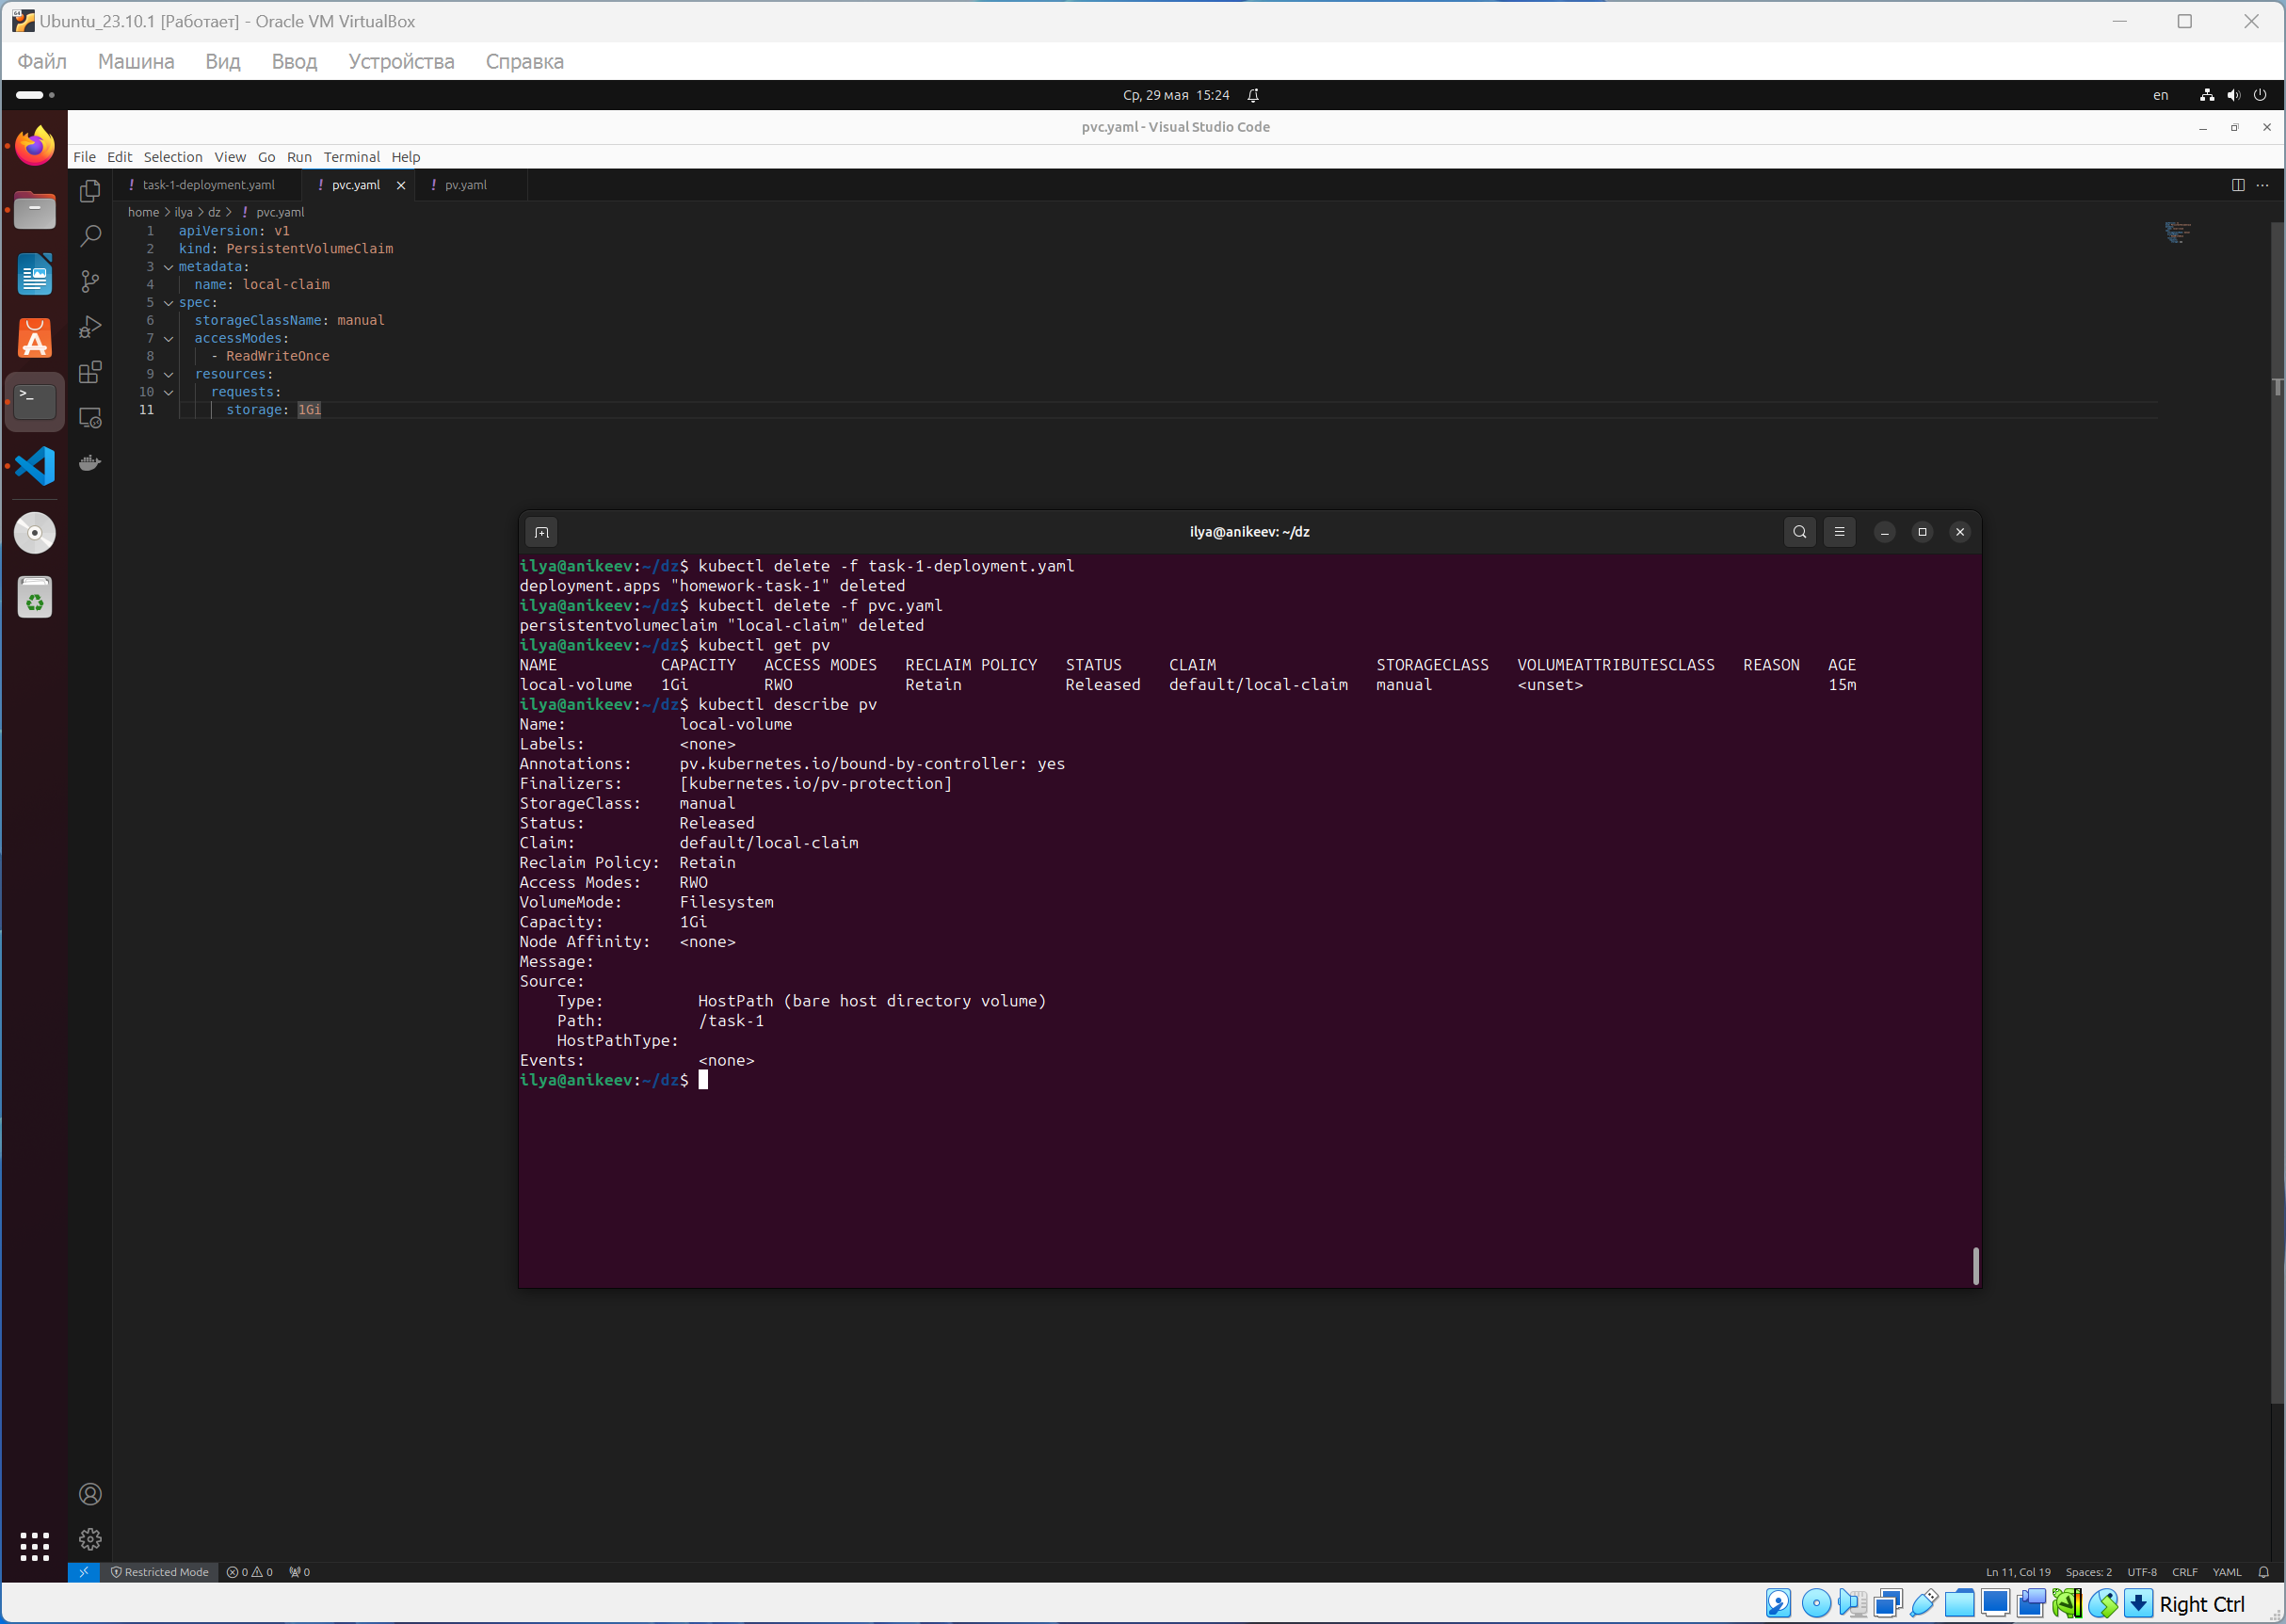 Ubuntu_23.10.1 [Работает] - Oracle VM VirtualBox
Файл Машина Вид Ввод Устройства Справка
Ср, 29 мая 15:24
en
pvc.yaml - Visual Studio Code
File Edit Selection View Go Run Terminal Help
! task-1-deployment.yaml ! pvc.yaml ! pv.yaml
home > ilya > dz > ! pvc.yaml
1 apiVersion: v1
2 kind: PersistentVolumeClaim
3 metadata:
4 name: local-claim
5 spec:
6 storageClassName: manual
7 accessModes:
8 - ReadWriteOnce
9 resources:
10 requests:
11 storage: 1Gi
ilya@anikeev: ~/dz
ilya@anikeev:~/dz$ kubectl delete -f task-1-deployment.yaml
deployment.apps "homework-task-1" deleted
ilya@anikeev:~/dz$ kubectl delete -f pvc.yaml
persistentvolumeclaim "local-claim" deleted
ilya@anikeev:~/dz$ kubectl get pv
NAME CAPACITY ACCESS MODES RECLAIM POLICY STATUS CLAIM STORAGECLASS VOLUMEATTRIBUTESCLASS REASON AGE
local-volume 1Gi RWO Retain Released default/local-claim manual <unset> 15m
ilya@anikeev:~/dz$ kubectl describe pv
Name: local-volume
Labels: <none>
Annotations: pv.kubernetes.io/bound-by-controller: yes
Finalizers: [kubernetes.io/pv-protection]
StorageClass: manual
Status: Released
Claim: default/local-claim
Reclaim Policy: Retain
Access Modes: RWO
VolumeMode: Filesystem
Capacity: 1Gi
Node Affinity: <none>
Message:
Source:
Type: HostPath (bare host directory volume)
Path: /task-1
HostPathType:
Events: <none>
ilya@anikeev:~/dz$
Restricted Mode 0 0 0
Ln 11, Col 19 Spaces: 2 UTF-8 CRLF YAML
Right Ctrl